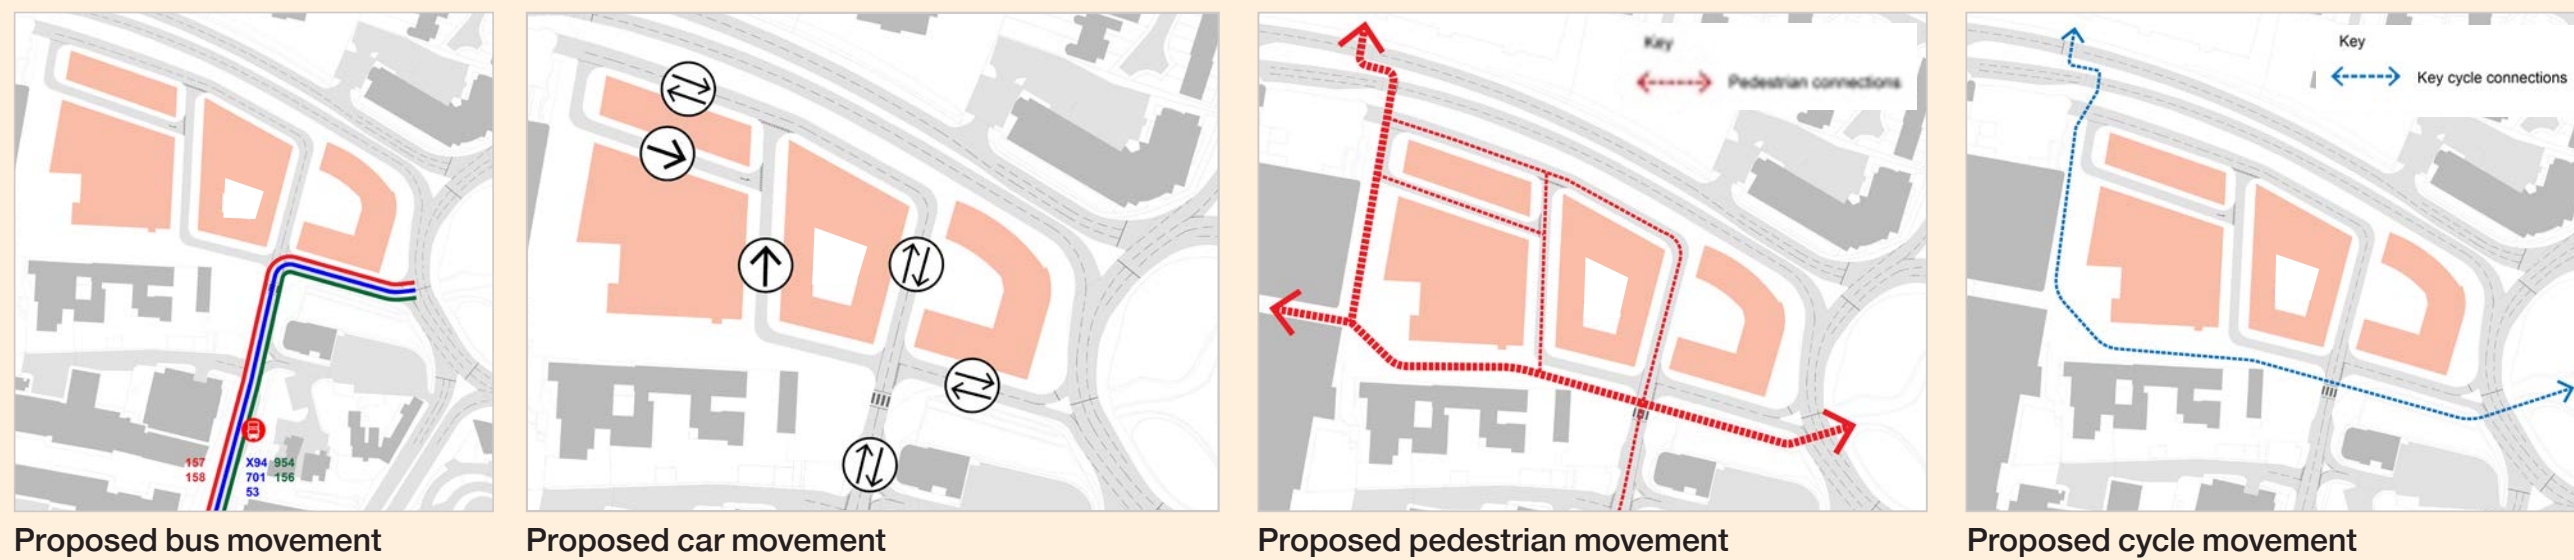 157
158
X94 954
701 156
53
Proposed bus movement
Proposed car movement
Key
Pedestrian connections
Proposed pedestrian movement
Key
Key cycle connections
Proposed cycle movement